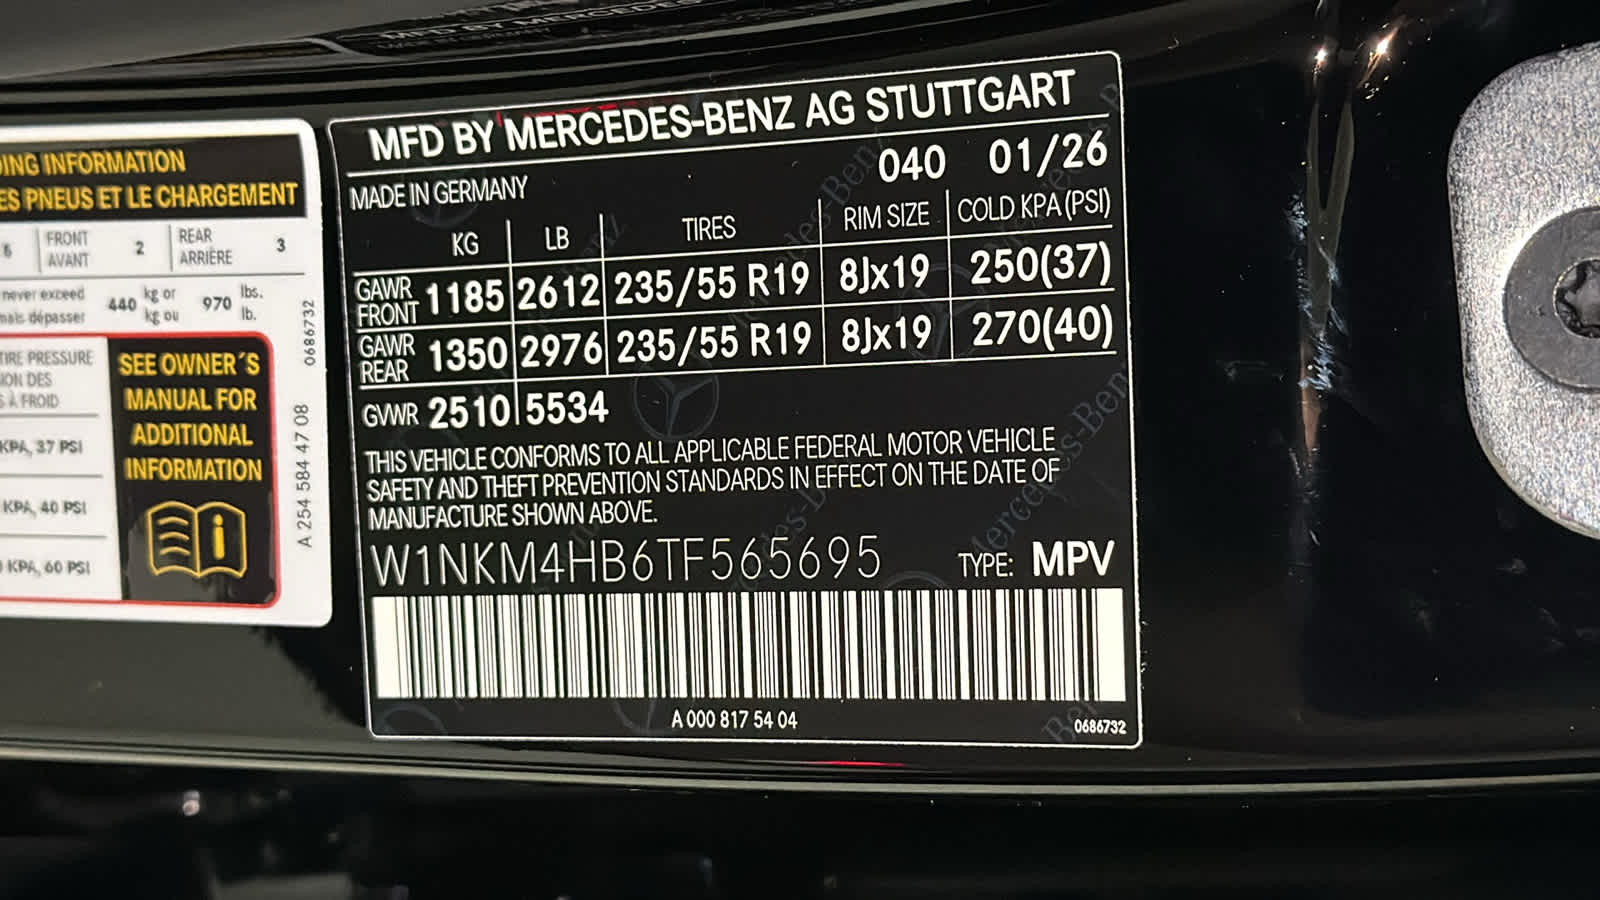 MFD BY MERCEDES-BENZ AG STUTTGART
MADE IN GERMANY 040 01/26
KG LB TIRES RIM SIZE COLD KPA (PSI)
GAWR FRONT 1185 2612 235/55 R19 8Jx19 250(37)
GAWR REAR 1350 2976 235/55 R19 8Jx19 270(40)
GVWR 2510 5534
THIS VEHICLE CONFORMS TO ALL APPLICABLE FEDERAL MOTOR VEHICLE
SAFETY AND THEFT PREVENTION STANDARDS IN EFFECT ON THE DATE OF
MANUFACTURE SHOWN ABOVE.
W1NKM4HB6TF565695 TYPE: MPV
A 000 817 54 04 0686732
INFORMATION
PNEUS ET LE CHARGEMENT
FRONT 2 REAR 3
AVANT ARRIÈRE
never exceed 440 kg or 970 lbs.
dépasser kg ou lb.
0686732
PRESSURE
DES
À FROID
KPA, 37 PSI
KPA, 40 PSI
KPA, 60 PSI
SEE OWNER´S
MANUAL FOR
ADDITIONAL
INFORMATION
A 254 584 47 08